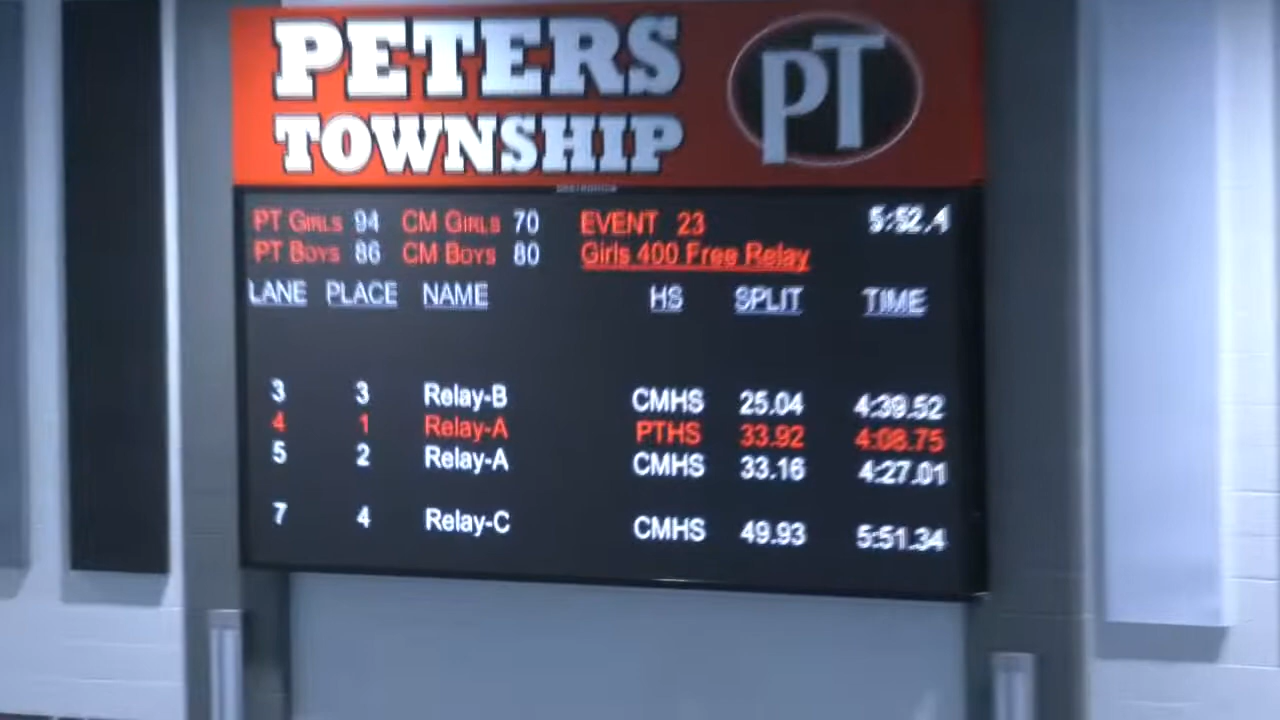 PETERS
TOWNSHIP
PT
PT GIRLS 94 CM GIRLS 70 EVENT 23 5:52.4
PT BOYS 86 CM BOYS 80 Girls 400 Free Relay
LANE PLACE NAME HS SPLIT TIME
3 3 Relay-B CMHS 25.04 4:39.52
4 1 Relay-A PTHS 33.92 4:08.75
5 2 Relay-A CMHS 33.16 4:27.01
7 4 Relay-C CMHS 49.93 5:51.34